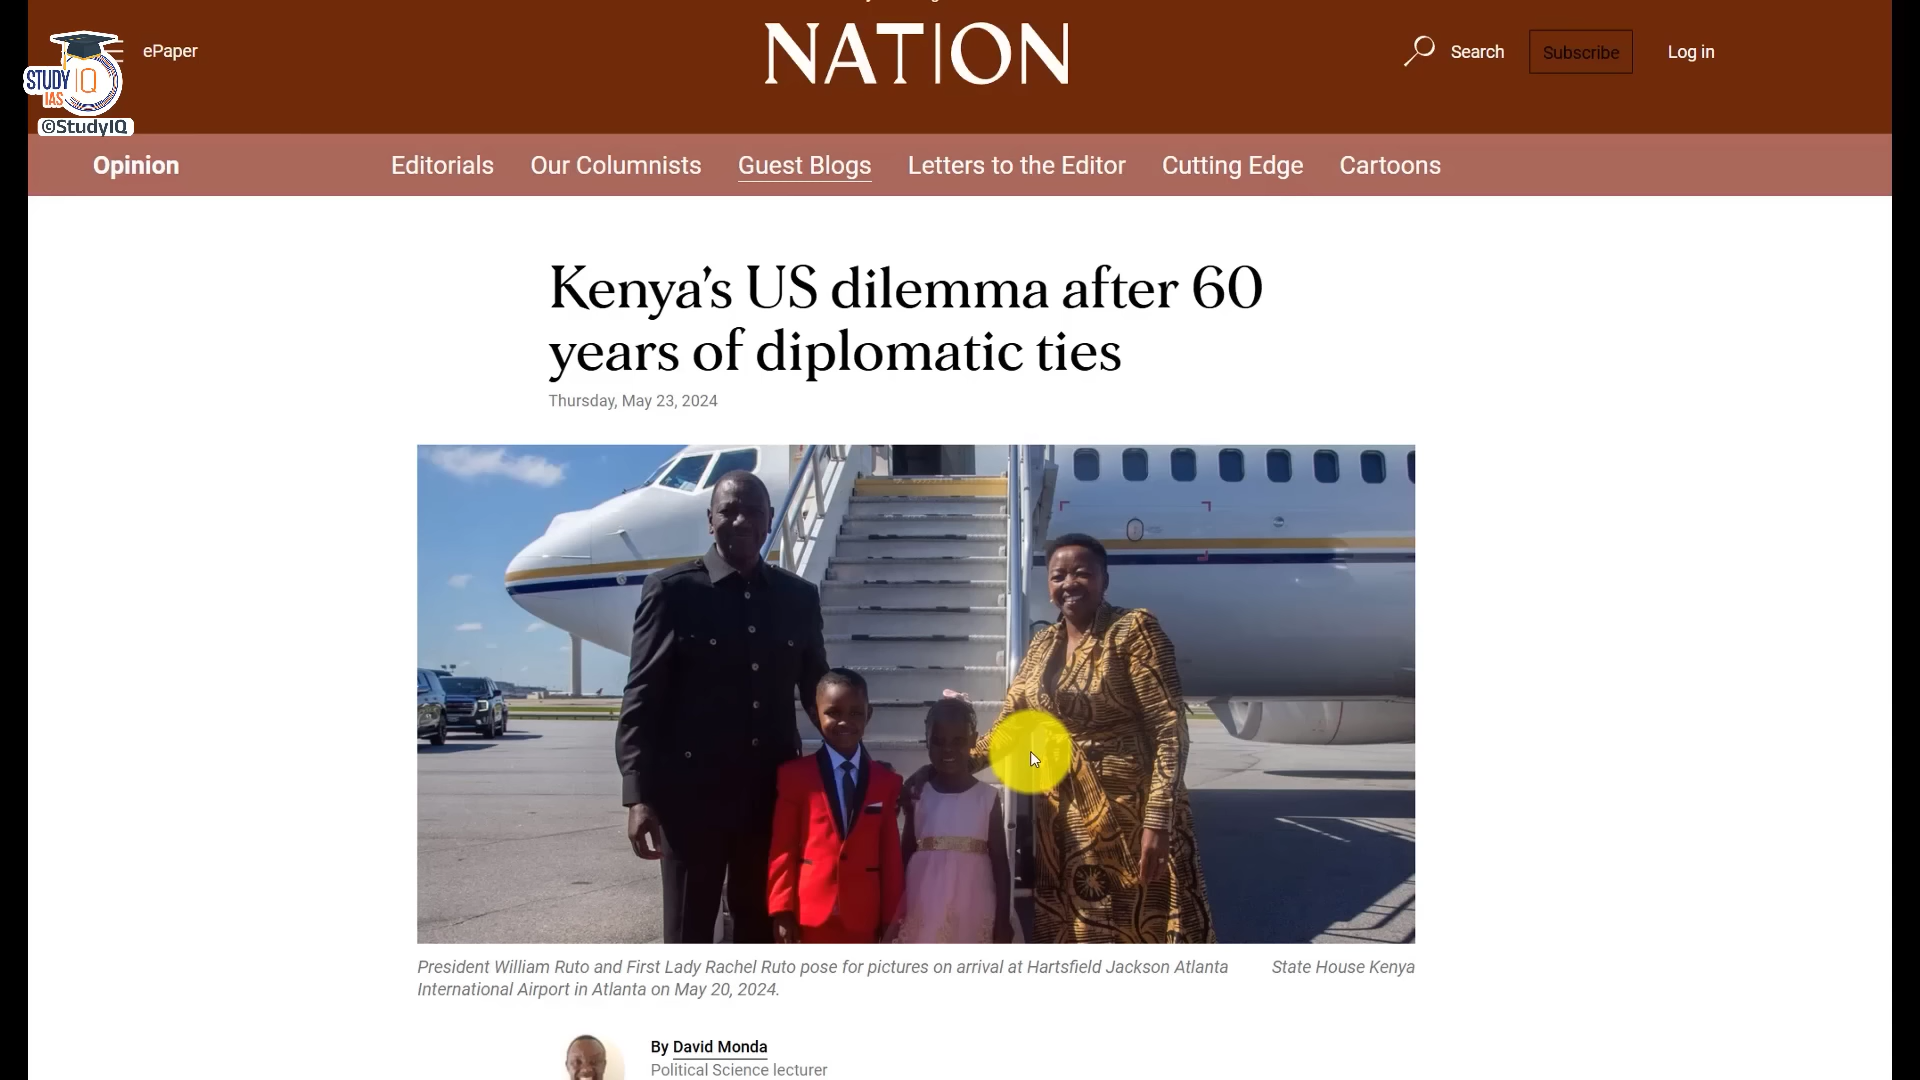 NATION
ePaper
Search
Subscribe
Log in
STUDY IQ
IAS
©StudyIQ
Opinion
Editorials
Our Columnists
Guest Blogs
Letters to the Editor
Cutting Edge
Cartoons
Kenya's US dilemma after 60
years of diplomatic ties
Thursday, May 23, 2024
President William Ruto and First Lady Rachel Ruto pose for pictures on arrival at Hartsfield Jackson Atlanta
International Airport in Atlanta on May 20, 2024.
State House Kenya
By David Monda
Political Science lecturer